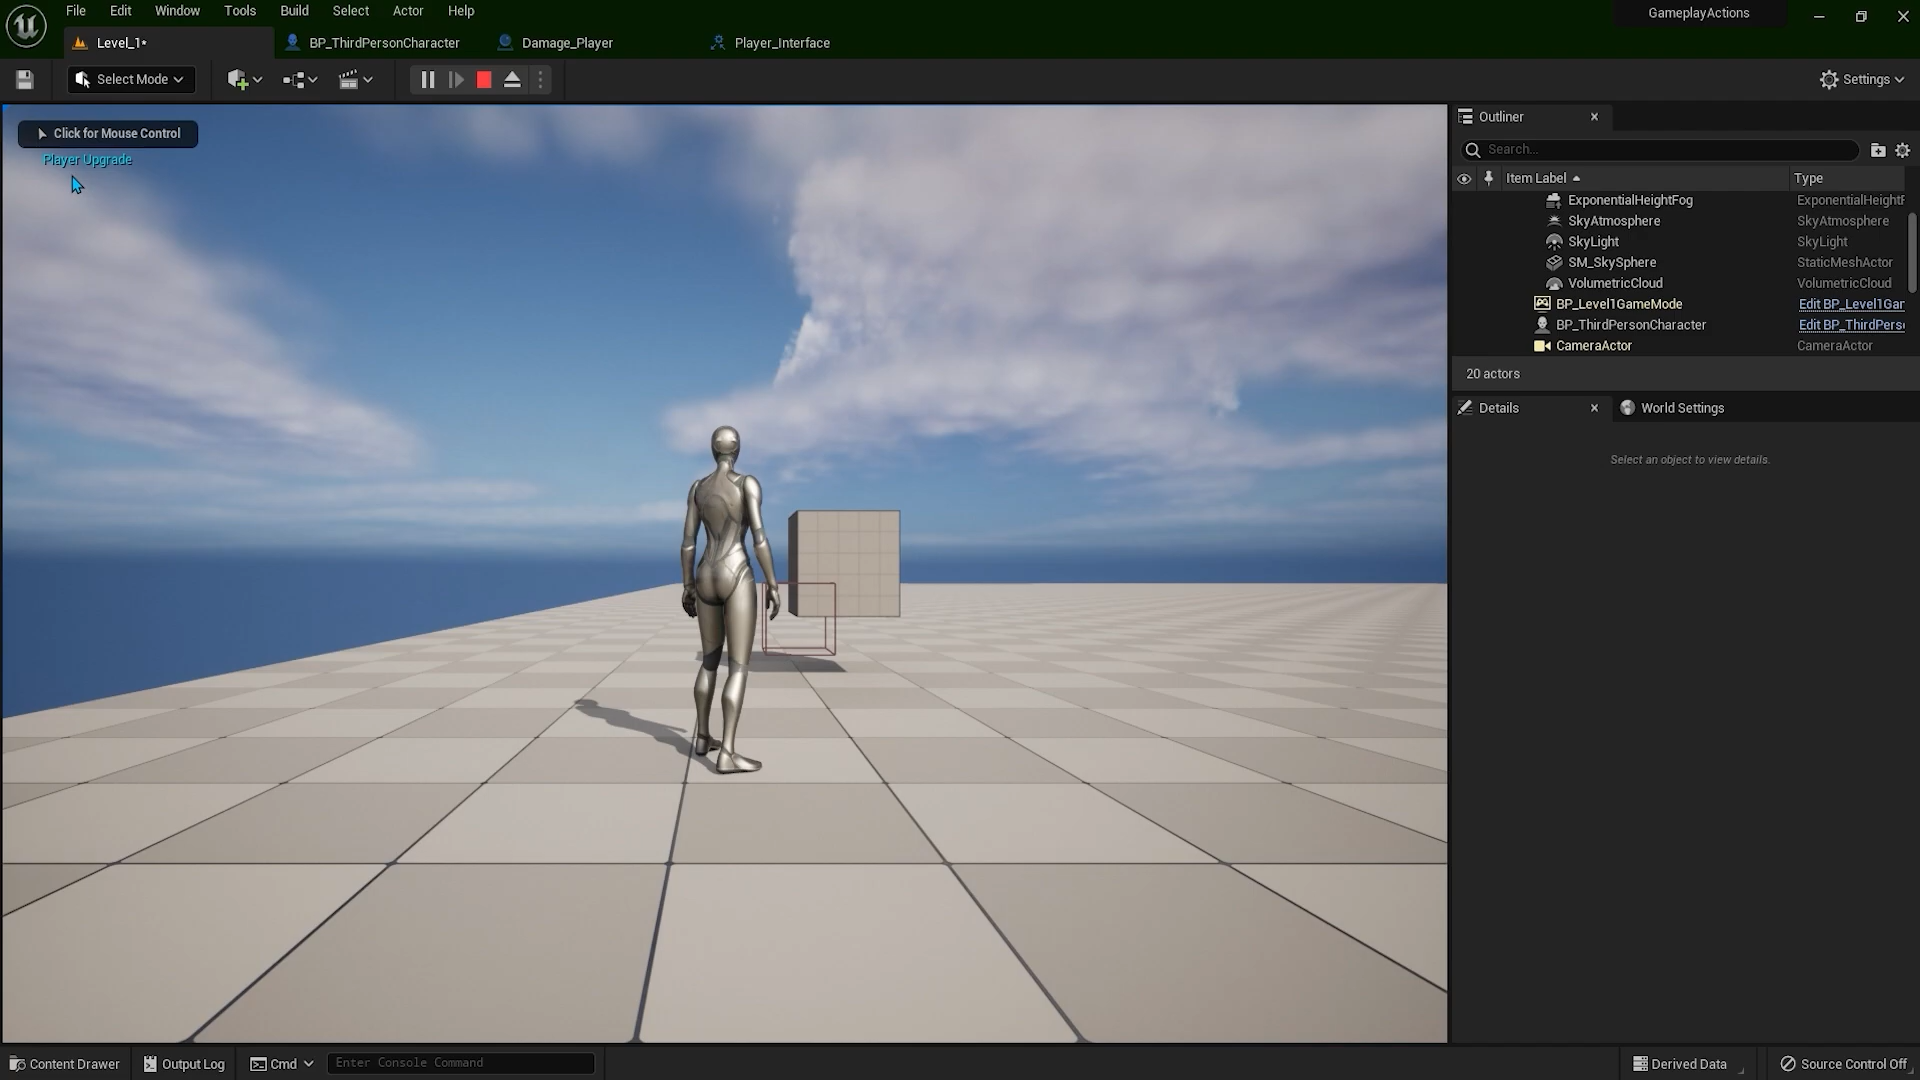 File Edit Window Tools Build Select Actor Help
GameplayActions
Level_1*
BP_ThirdPersonCharacter
Damage_Player
Player_Interface
Select Mode
Settings
Click for Mouse Control
Player Upgrade
Outliner
Search...
Item Label
Type
ExponentialHeightFog ExponentialHeightF
SkyAtmosphere SkyAtmosphere
SkyLight SkyLight
SM_SkySphere StaticMeshActor
VolumetricCloud VolumetricCloud
BP_Level1GameMode Edit BP_Level1Gar
BP_ThirdPersonCharacter Edit BP_ThirdPers
CameraActor CameraActor
20 actors
Details
World Settings
Select an object to view details.
Content Drawer
Output Log
Cmd
Enter Console Command
Derived Data
Source Control Off